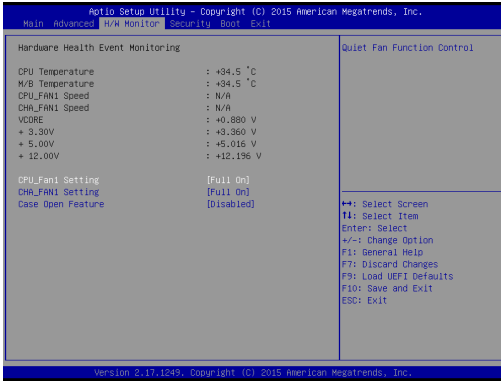 Aptio Setup Utility – Copyright (C) 2015 American Megatrends, Inc.
Main Advanced H/W Monitor Security Boot Exit
Hardware Health Event Monitoring
Quiet Fan Function Control
CPU Temperature : +34.5 °C
M/B Temperature : +34.5 °C
CPU_FAN1 Speed : N/A
CHA_FAN1 Speed : N/A
VCORE : +0.880 V
+ 3.30V : +3.360 V
+ 5.00V : +5.016 V
+ 12.00V : +12.196 V
CPU_Fan1 Setting [Full On]
CHA_FAN1 Setting [Full On]
Case Open Feature [Disabled]
↔: Select Screen
↑↓: Select Item
Enter: Select
+/-: Change Option
F1: General Help
F7: Discard Changes
F9: Load UEFI Defaults
F10: Save and Exit
ESC: Exit
Version 2.17.1249. Copyright (C) 2015 American Megatrends, Inc.